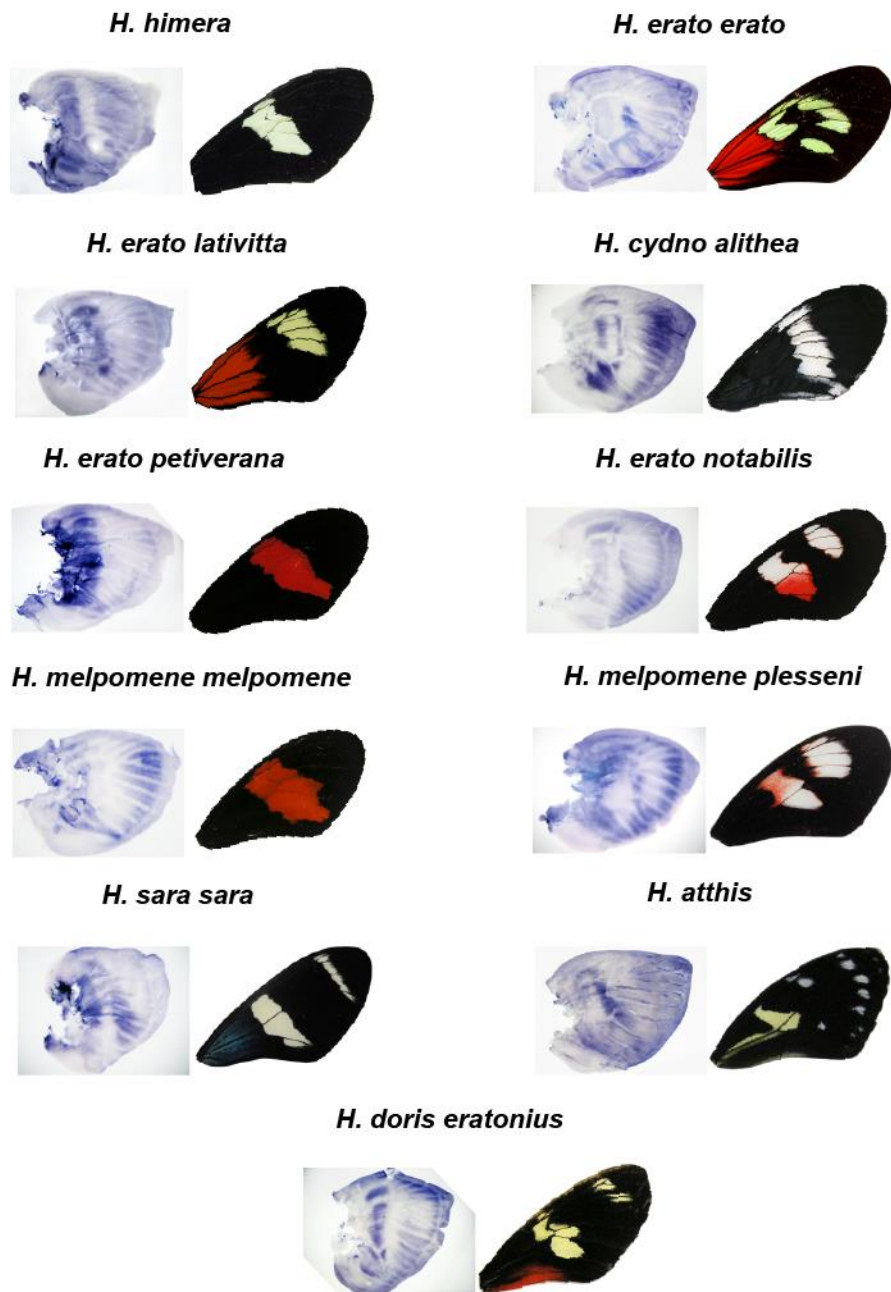 H. himera
H. erato erato
H. erato lativitta
H. cydno alithea
H. erato petiverana
H. erato notabilis
H. melpomene melpomene
H. melpomene plesseni
H. sara sara
H. atthis
H. doris eratonius